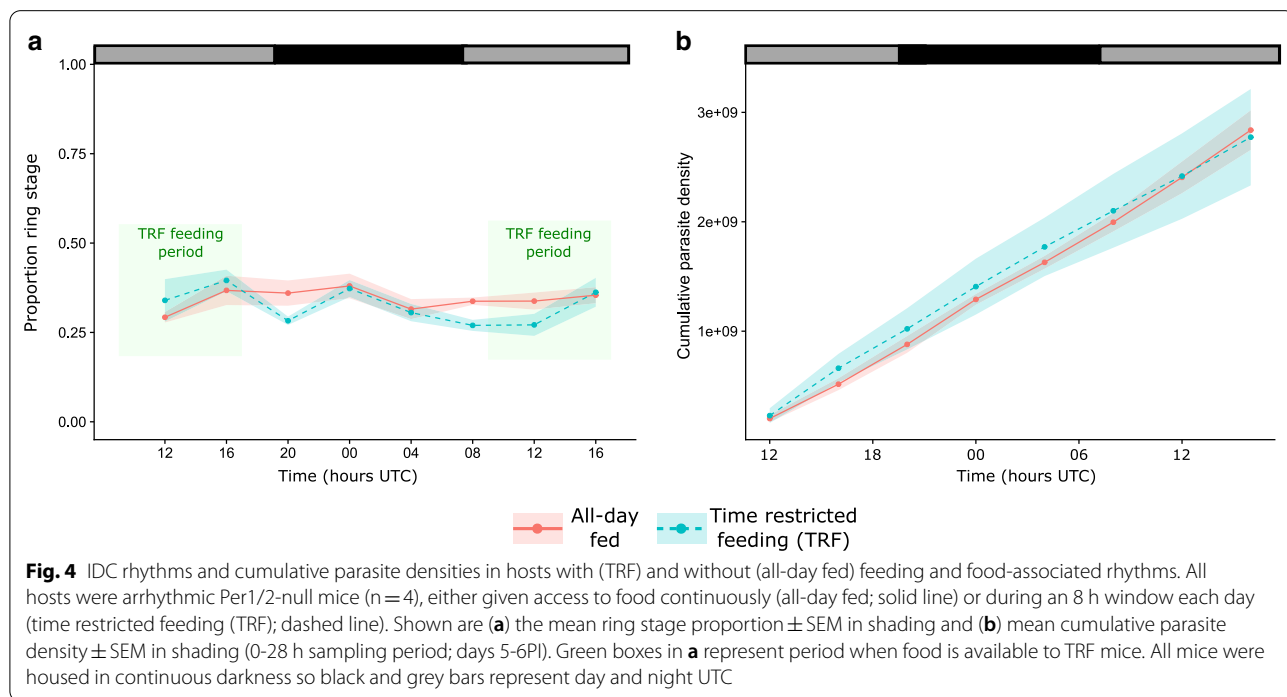 a
b
1.00
0.75
0.50
0.25
0.00
Proportion ring stage
TRF feeding
period
TRF feeding
period
12 16 20 00 04 08 12 16
Time (hours UTC)
3e+09
2e+09
1e+09
Cumulative parasite density
12 18 00 06 12
Time (hours UTC)
All-day
fed
Time restricted
feeding (TRF)
Fig. 4 IDC rhythms and cumulative parasite densities in hosts with (TRF) and without (all-day fed) feeding and food-associated rhythms. All
hosts were arrhythmic Per1/2-null mice (n = 4), either given access to food continuously (all-day fed; solid line) or during an 8 h window each day
(time restricted feeding (TRF); dashed line). Shown are (a) the mean ring stage proportion ± SEM in shading and (b) mean cumulative parasite
density ± SEM in shading (0-28 h sampling period; days 5-6PI). Green boxes in a represent period when food is available to TRF mice. All mice were
housed in continuous darkness so black and grey bars represent day and night UTC